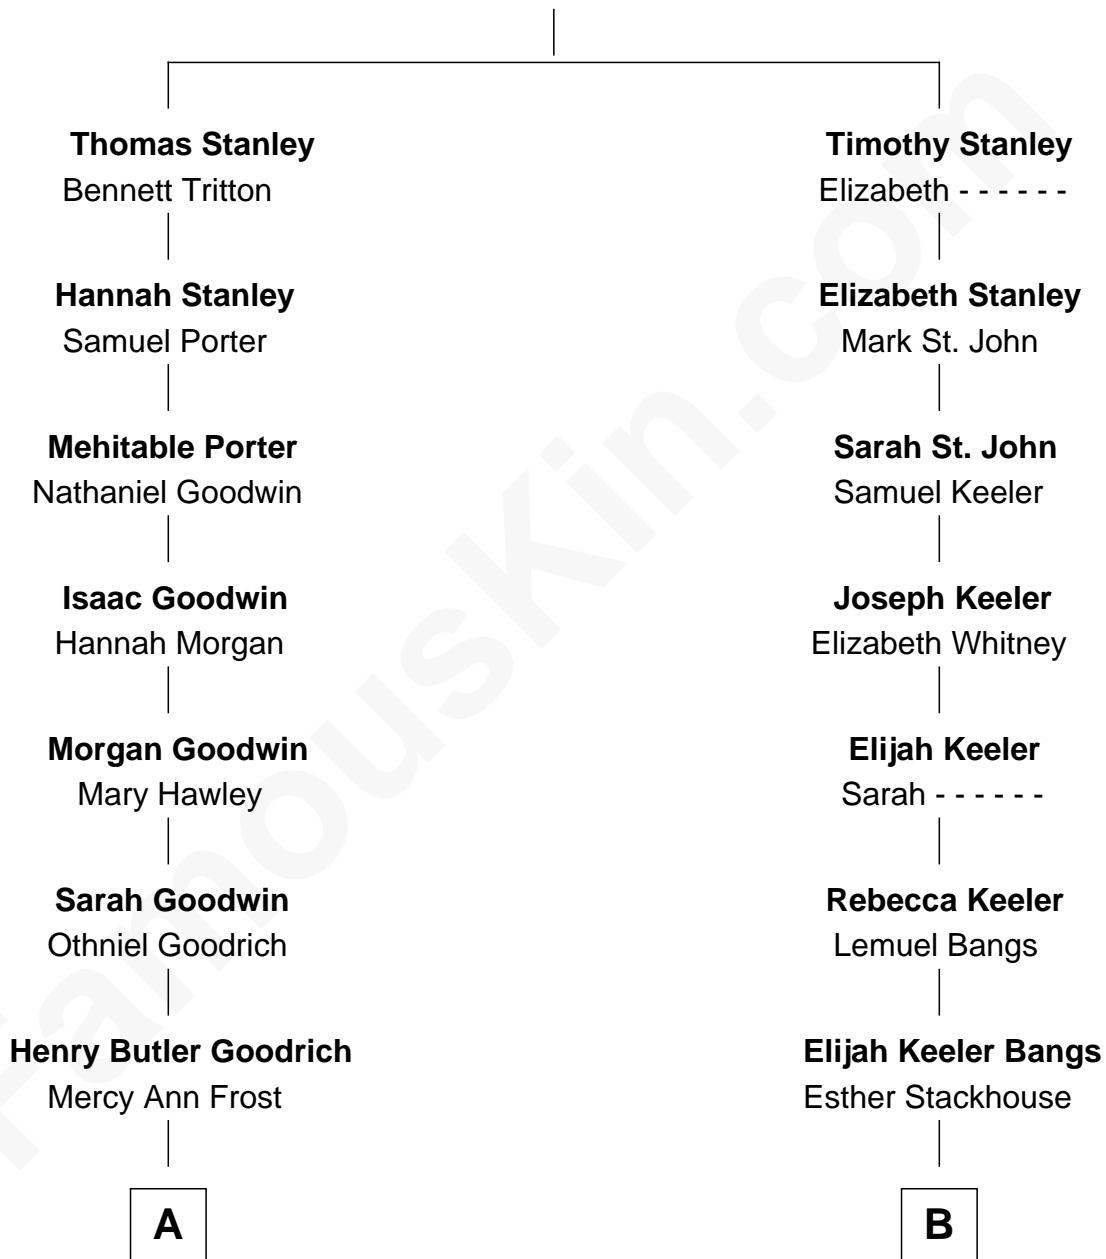 Thomas Stanley
Bennett Tritton
Hannah Stanley
Samuel Porter
Mehitable Porter
Nathaniel Goodwin
Isaac Goodwin
Hannah Morgan
Morgan Goodwin
Mary Hawley
Sarah Goodwin
Othniel Goodrich
Henry Butler Goodrich
Mercy Ann Frost
A
Timothy Stanley
Elizabeth - - - - - -
Elizabeth Stanley
Mark St. John
Sarah St. John
Samuel Keeler
Joseph Keeler
Elizabeth Whitney
Elijah Keeler
Sarah - - - - - -
Rebecca Keeler
Lemuel Bangs
Elijah Keeler Bangs
Esther Stackhouse
B
FamousKin.com